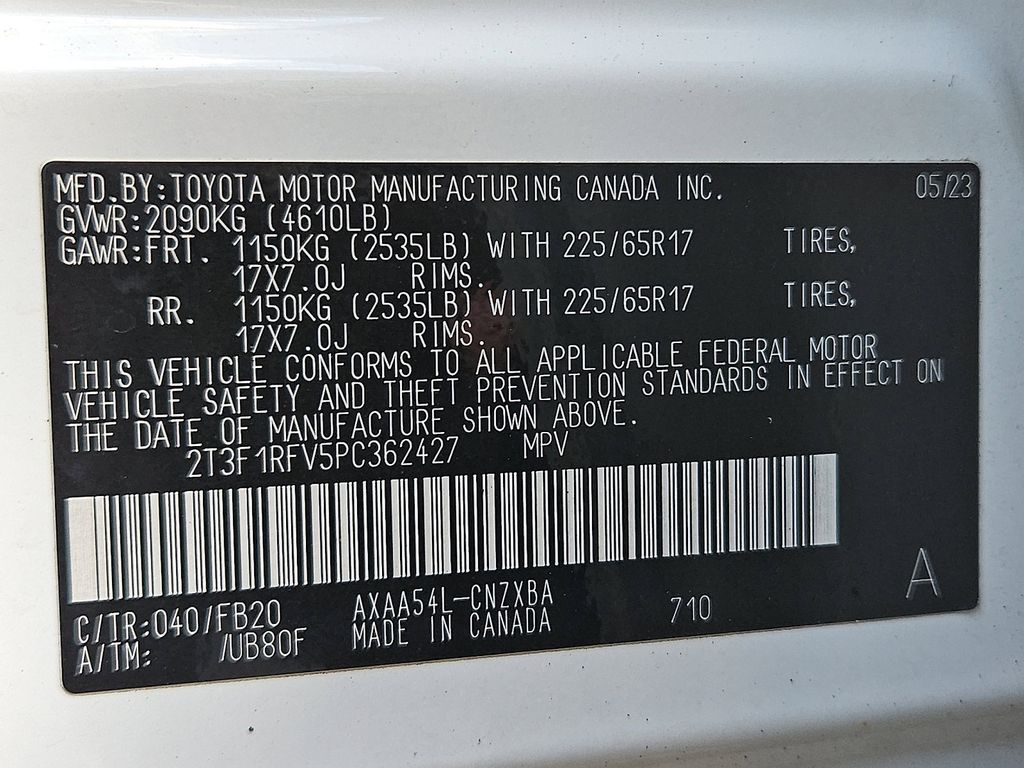 MFD.BY:TOYOTA MOTOR MANUFACTURING CANADA INC. 05/23
GVWR:2090KG (4610LB)
GAWR:FRT. 1150KG (2535LB) WITH 225/65R17 TIRES,
17X7.0J RIMS.
RR. 1150KG (2535LB) WITH 225/65R17 TIRES,
17X7.0J RIMS.
THIS VEHICLE CONFORMS TO ALL APPLICABLE FEDERAL MOTOR
VEHICLE SAFETY AND THEFT PREVENTION STANDARDS IN EFFECT ON
THE DATE OF MANUFACTURE SHOWN ABOVE.
2T3F1RFV5PC362427 MPV
C/TR:040/FB20 AXAA54L-CNZXBA 710 A
A/TM: /UB80F MADE IN CANADA